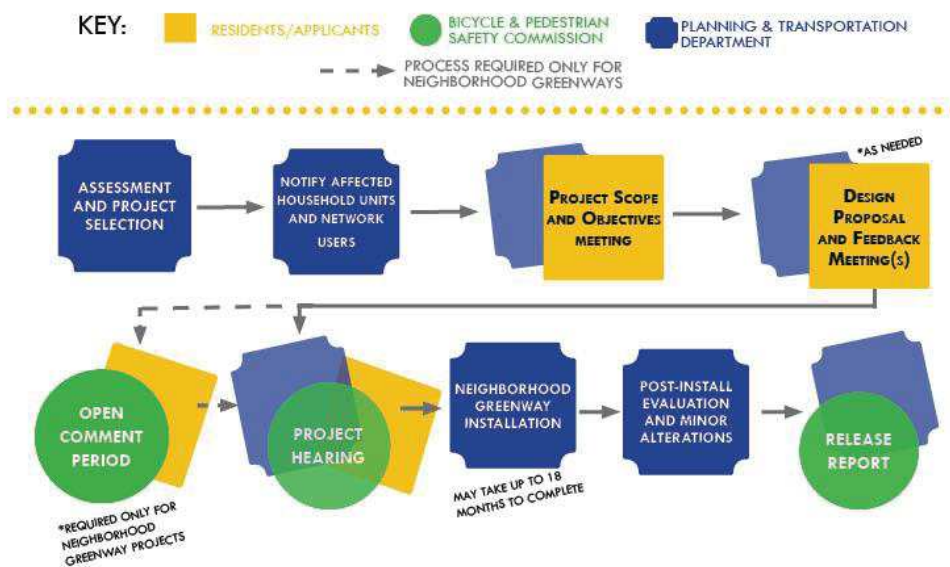 KEY:
RESIDENTS/APPLICANTS
BICYCLE & PEDESTRIAN
SAFETY COMMISSION
PLANNING & TRANSPORTATION
DEPARTMENT
PROCESS REQUIRED ONLY FOR
NEIGHBORHOOD GREENWAYS
ASSESSMENT
AND PROJECT
SELECTION
NOTIFY AFFECTED
HOUSEHOLD UNITS
AND NETWORK
USERS
PROJECT SCOPE
AND OBJECTIVES
MEETING
*AS NEEDED
DESIGN
PROPOSAL
AND FEEDBACK
MEETING(S)
OPEN
COMMENT
PERIOD
*REQUIRED ONLY FOR
NEIGHBORHOOD
GREENWAY PROJECTS
PROJECT
HEARING
NEIGHBORHOOD
GREENWAY
INSTALLATION
MAY TAKE UP TO 18
MONTHS TO COMPLETE
POST-INSTALL
EVALUATION
AND MINOR
ALTERATIONS
RELEASE
REPORT